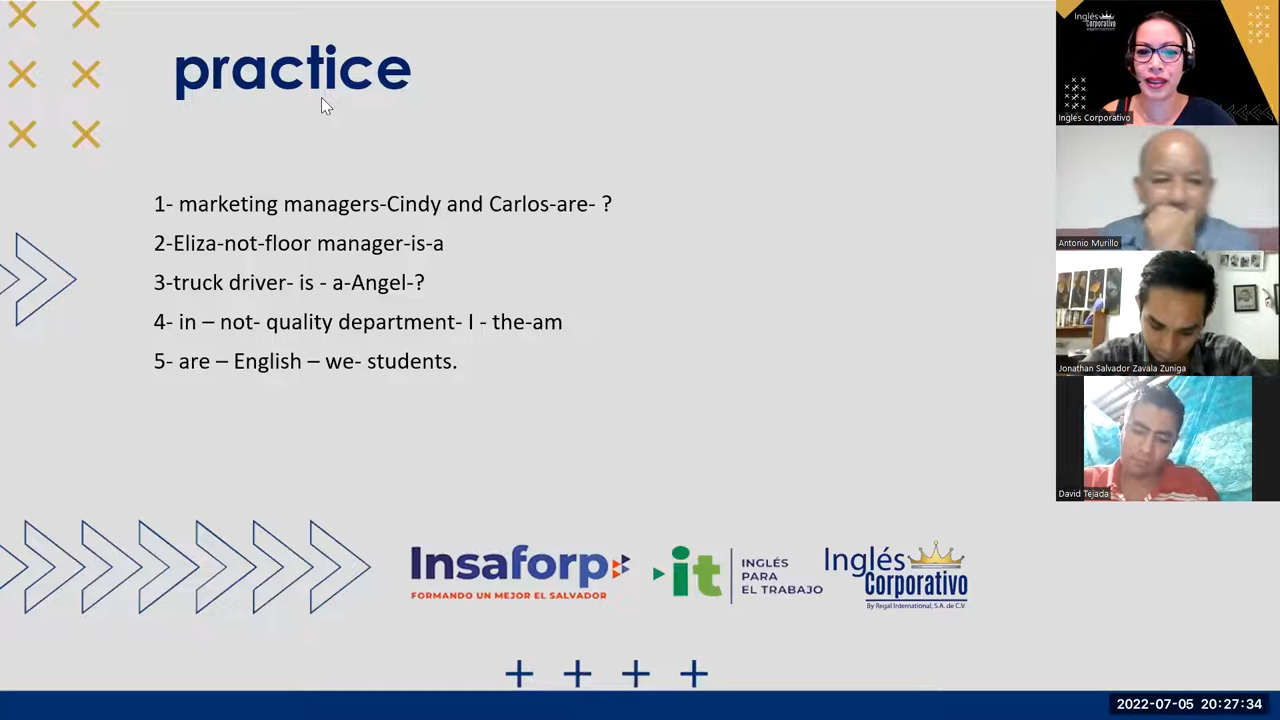 practice
1- marketing managers-Cindy and Carlos-are- ?
2-Eliza-not-floor manager-is-a
3-truck driver- is - a-Angel-?
4- in – not- quality department- I - the-am
5- are – English – we- students.
Insaforp
FORMANDO UN MEJOR EL SALVADOR
it
INGLÉS
PARA
EL TRABAJO
Inglés
Corporativo
By Regal International, S.A. de C.V.
Inglés
Corporativo
Inglés Corporativo
Antonio Murillo
Jonathan Salvador Zavala Zuniga
David Tejada
2022-07-05 20:27:34